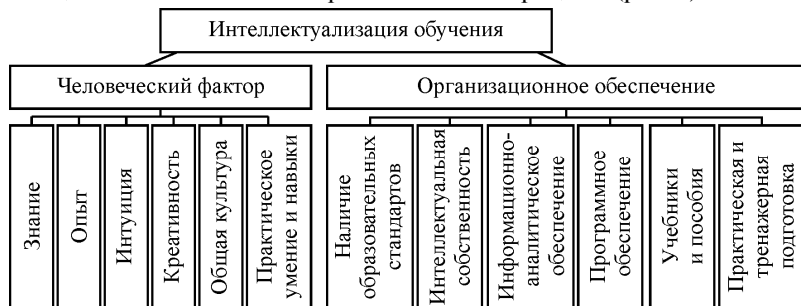 Интеллектуализация обучения
Человеческий фактор
Организационное обеспечение
Знание
Опыт
Интуиция
Креативность
Общая культура
Практическое
умение и навыки
Наличие
образовательных
стандартов
Интеллектуальная
собственность
Информационно-
аналитическое
обеспечение
Программное
обеспечение
Учебники
и пособия
Практическая и
тренажерная
подготовка